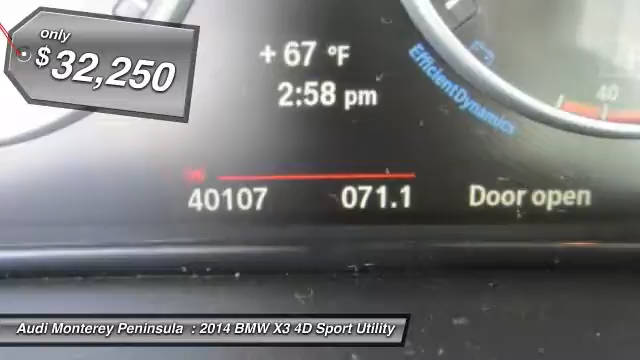 only
$32,250
+ 67 °F
2:58 pm
EfficientDynamics
40
40107 071.1 Door open
Audi Monterey Peninsula : 2014 BMW X3 4D Sport Utility